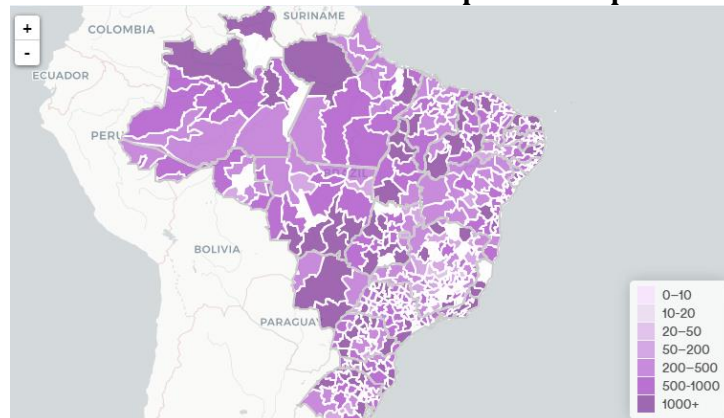 +
-
COLOMBIA
SURINAME
ECUADOR
PERU
BRAZIL
BOLIVIA
PARAGUAY
0–10
10-20
20–50
50–200
200–500
500-1000
1000+